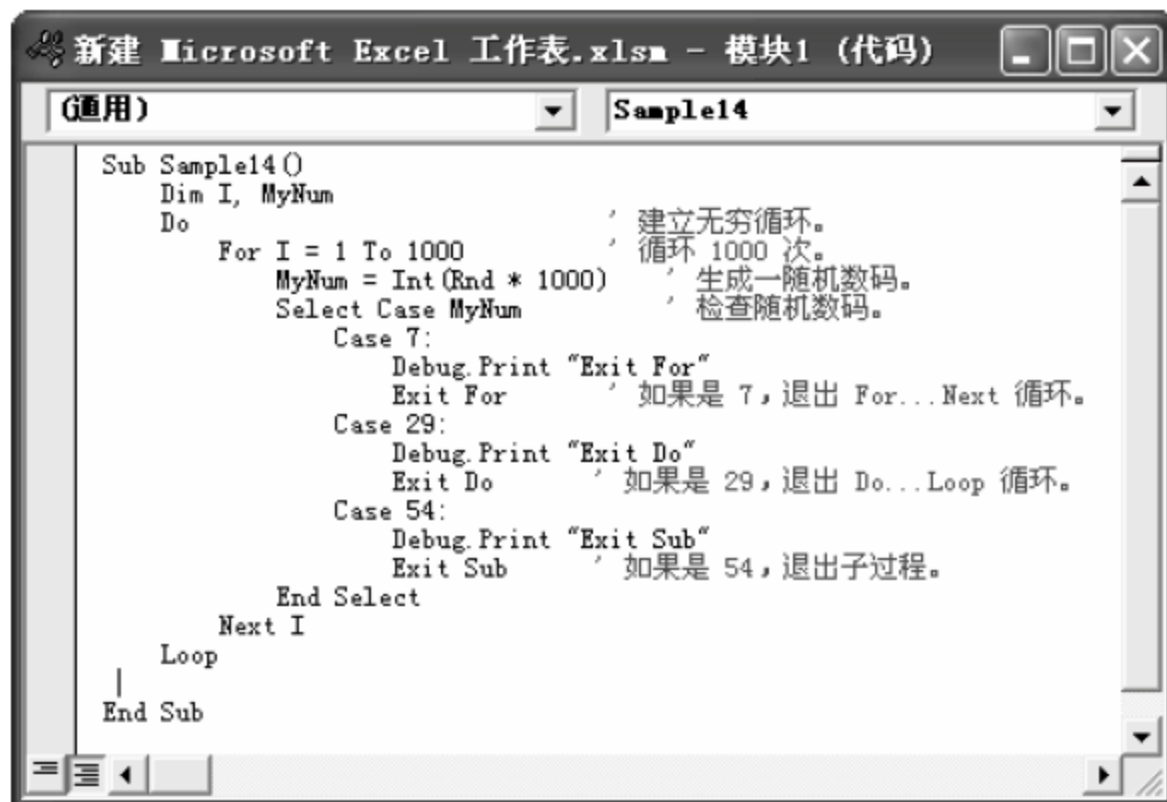 新建 Microsoft Excel 工作表.xlsm - 模块1 (代码)
(通用) Sample14
Sub Sample14()
Dim I, MyNum
Do ' 建立无穷循环。
For I = 1 To 1000 ' 循环 1000 次。
MyNum = Int(Rnd * 1000) ' 生成一随机数码。
Select Case MyNum ' 检查随机数码。
Case 7:
Debug.Print "Exit For"
Exit For ' 如果是 7，退出 For...Next 循环。
Case 29:
Debug.Print "Exit Do"
Exit Do ' 如果是 29，退出 Do...Loop 循环。
Case 54:
Debug.Print "Exit Sub"
Exit Sub ' 如果是 54，退出子过程。
End Select
Next I
Loop
End Sub